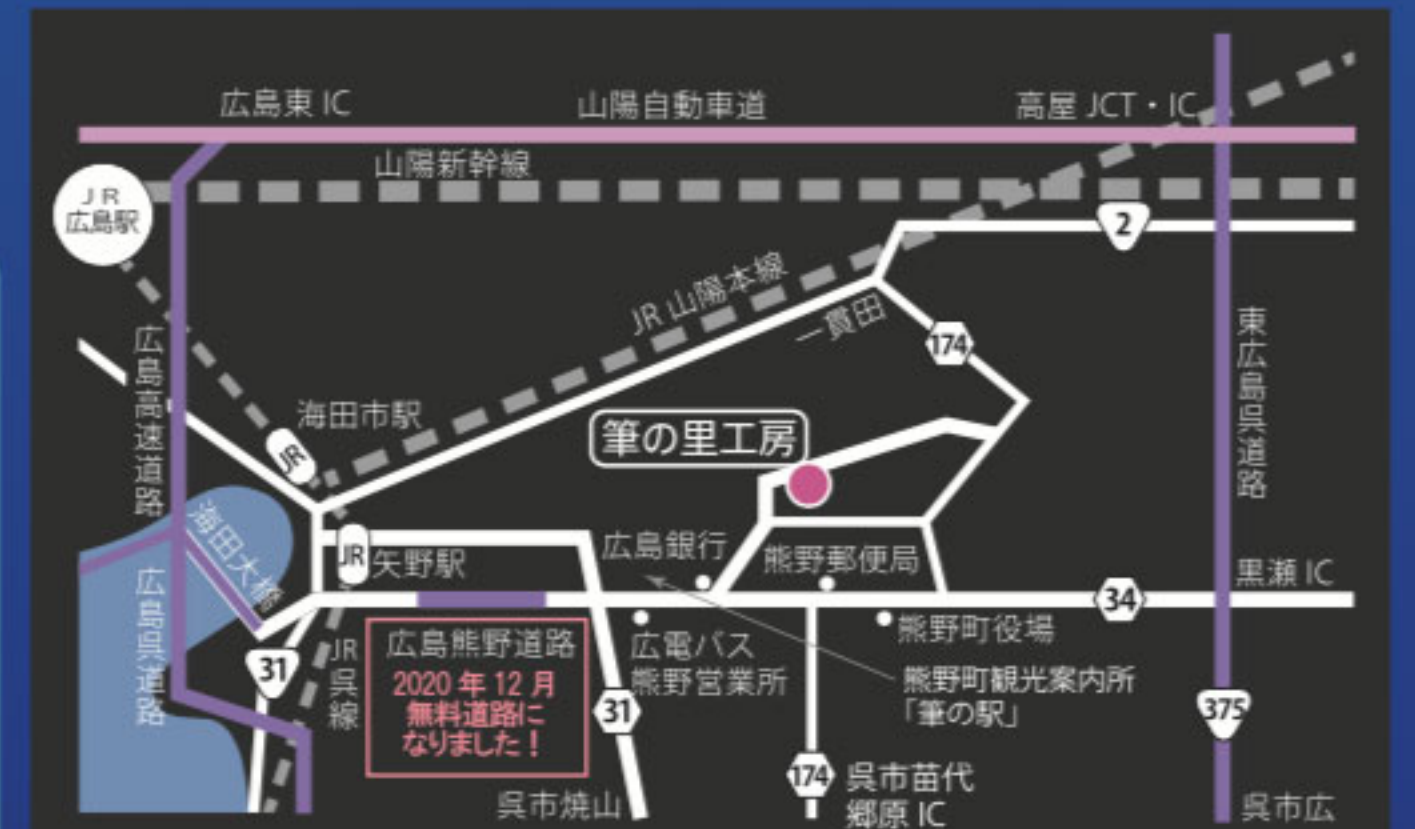 広島東 IC
山陽自動車道
高屋 JCT・IC
山陽新幹線
JR
広島駅
2
JR 山陽本線
一貫田
174
広島高速道路
東広島呉道路
海田市駅
JR
筆の里工房
海田大橋
JR
矢野駅
広島銀行
熊野郵便局
黒瀬 IC
34
広島呉道路
31
JR呉線
広島熊野道路
2020 年 12 月
無料道路に
なりました！
広電バス
熊野営業所
熊野町役場
熊野町観光案内所
「筆の駅」
31
375
174
呉市苗代
郷原 IC
呉市焼山
呉市広